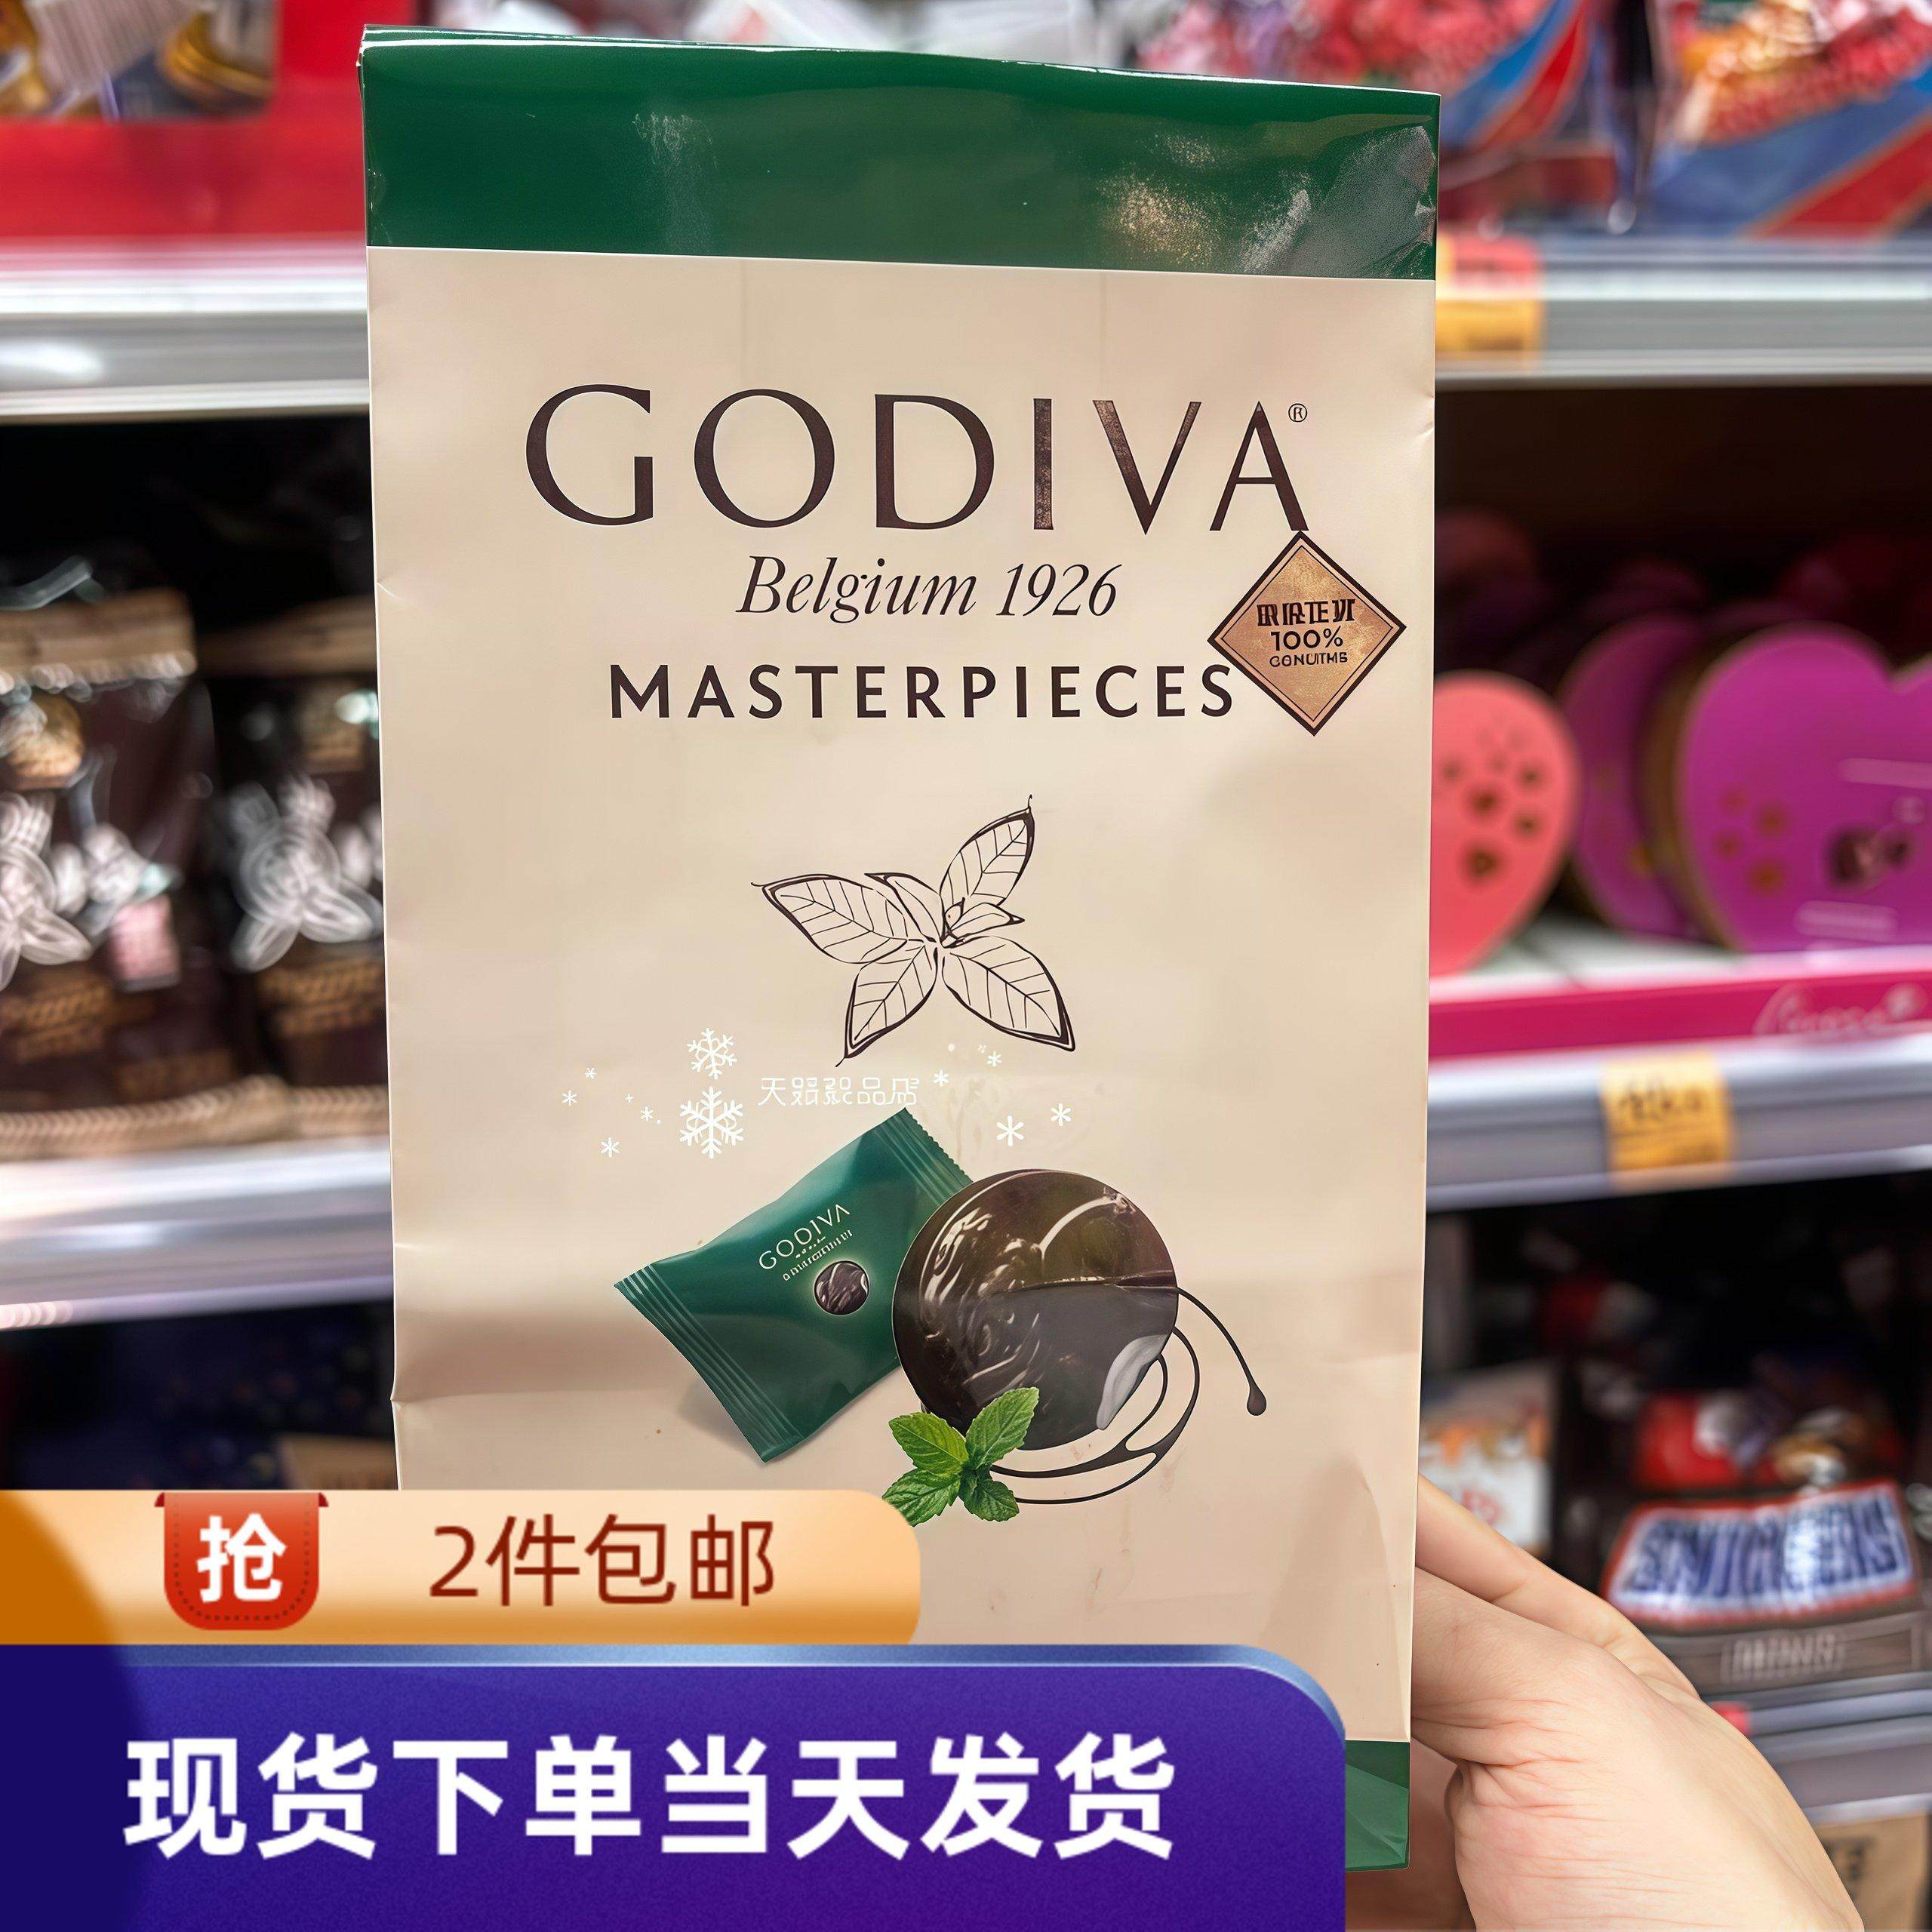 GODIVA®
Belgium 1926
MASTERPIECES
100%
GODIVA
抢 2件包邮
现货下单当天发货